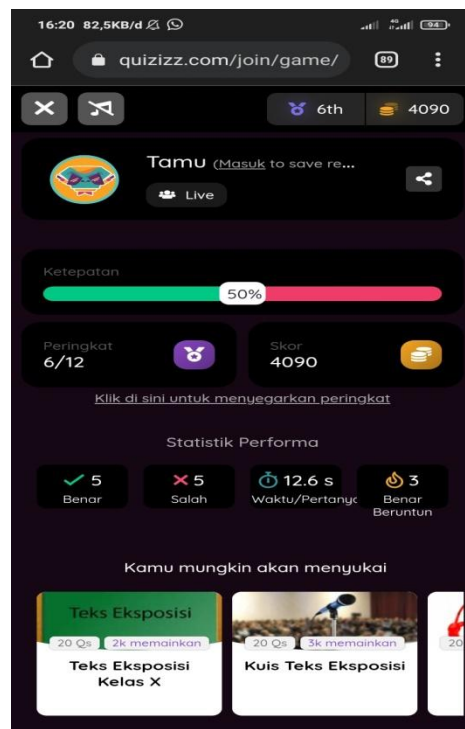 16:20 82,5KB/d
4G
94
quizizz.com/join/game/
89
6th
4090
Tamu (Masuk to save re...
Live
Ketepatan
50%
Peringkat
6/12
Skor
4090
Klik di sini untuk menyegarkan peringkat
Statistik Performa
5
Benar
5
Salah
12.6 s
Waktu/Pertanyc
3
Benar
Beruntun
Kamu mungkin akan menyukai
Teks Eksposisi
20 Qs 2k memainkan
Teks Eksposisi
Kelas X
20 Qs 3k memainkan
Kuis Teks Eksposisi
20